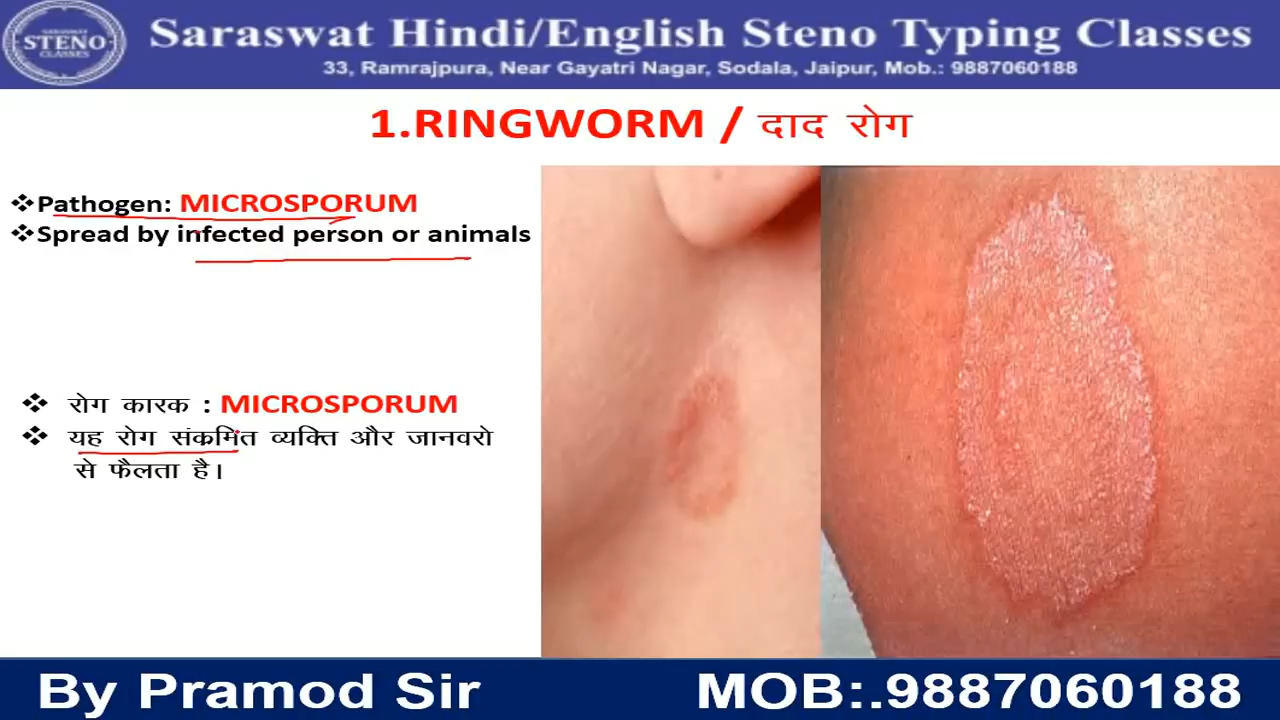 STENO
CLASSES
Saraswat Hindi/English Steno Typing Classes
33, Ramrajpura, Near Gayatri Nagar, Sodala, Jaipur, Mob.: 9887060188
1.RINGWORM / दाद रोग
❖Pathogen: MICROSPORUM
❖Spread by infected person or animals
❖ रोग कारक : MICROSPORUM
❖ यह रोग संकमित व्यक्ति और जानवरो
से फैलता है।
By Pramod Sir
MOB:.9887060188